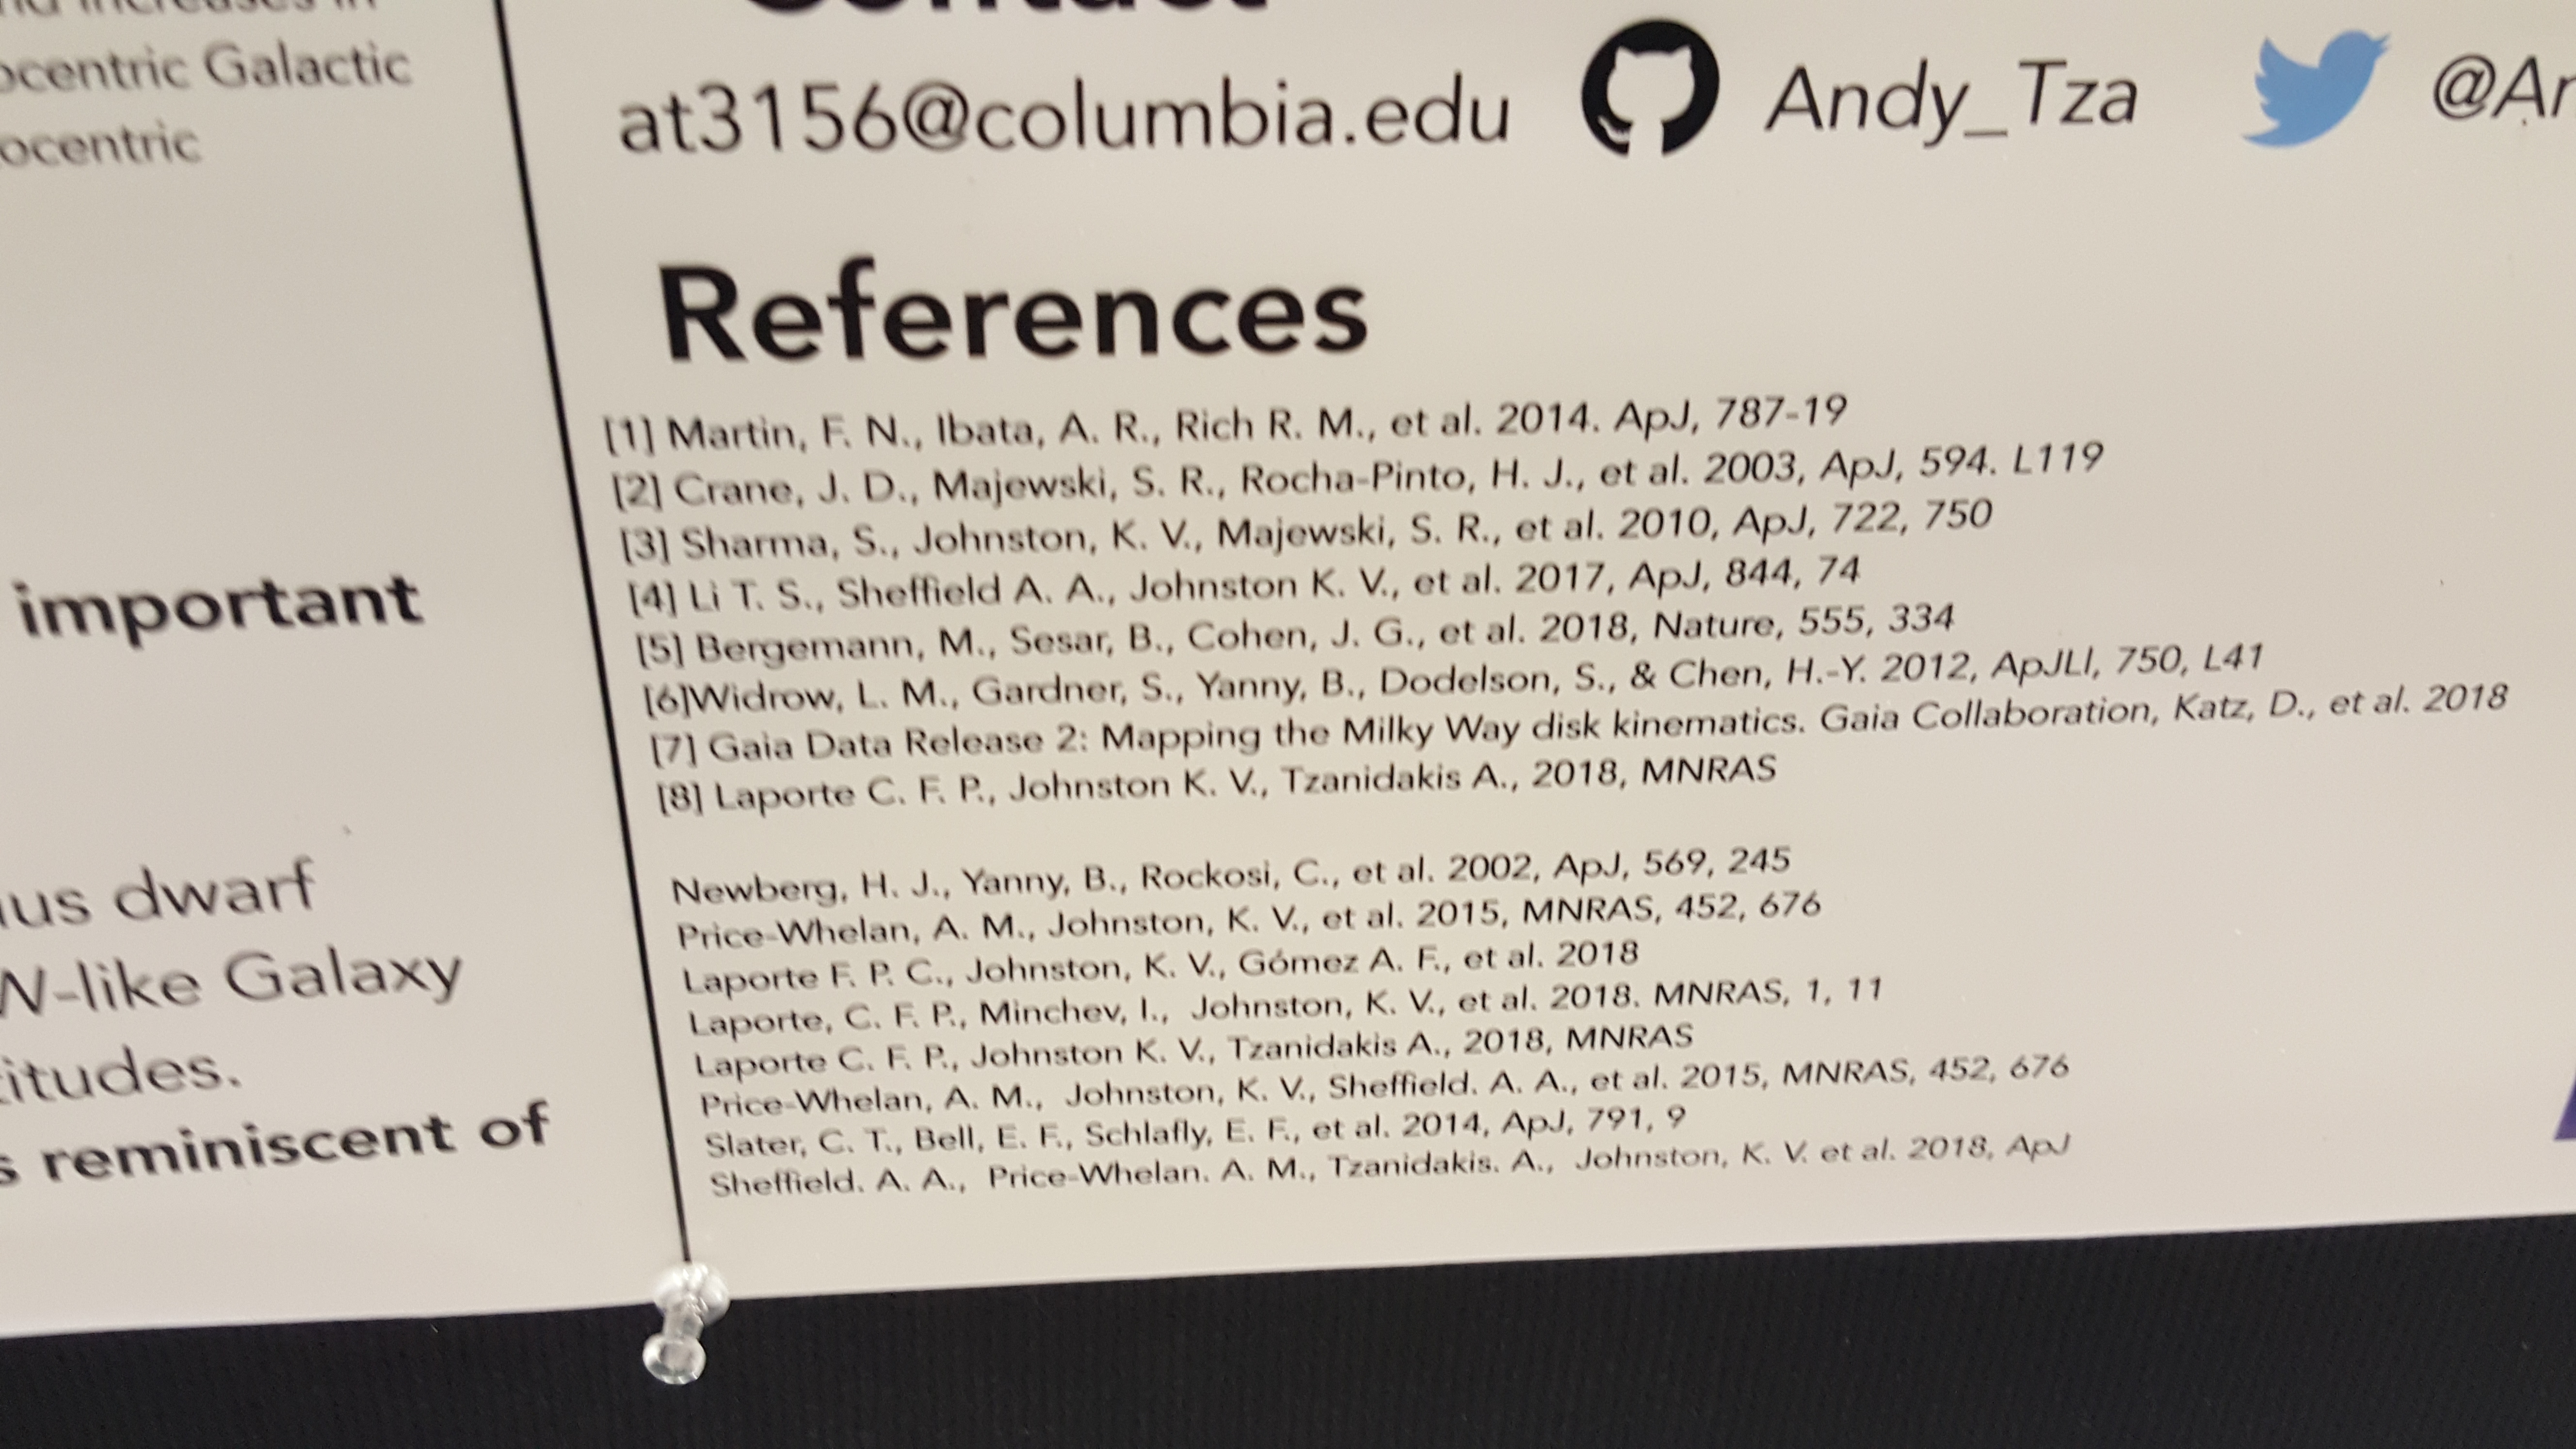 increases in
ocentric Galactic
ocentric
important
dwarf
W-like Galaxy
itudes.
s reminiscent of
Contact
at3156@columbia.edu Andy_Tza @An
References
[1] Martin, F. N., Ibata, A. R., Rich R. M., et al. 2014. ApJ, 787-19
[2] Crane, J. D., Majewski, S. R., Rocha-Pinto, H. J., et al. 2003, ApJ, 594. L119
[3] Sharma, S., Johnston, K. V., Majewski, S. R., et al. 2010, ApJ, 722, 750
[4] Li T. S., Sheffield A. A., Johnston K. V., et al. 2017, ApJ, 844, 74
[5] Bergemann, M., Sesar, B., Cohen, J. G., et al. 2018, Nature, 555, 334
[6]Widrow, L. M., Gardner, S., Yanny, B., Dodelson, S., & Chen, H.-Y. 2012, ApJLl, 750, L41
[7] Gaia Data Release 2: Mapping the Milky Way disk kinematics. Gaia Collaboration, Katz, D., et al. 2018
[8] Laporte C. F. P., Johnston K. V., Tzanidakis A., 2018, MNRAS
Newberg, H. J., Yanny, B., Rockosi, C., et al. 2002, ApJ, 569, 245
Price-Whelan, A. M., Johnston, K. V., et al. 2015, MNRAS, 452, 676
Laporte F. P. C., Johnston, K. V., Gómez A. F., et al. 2018
Laporte, C. F. P., Minchev, I., Johnston, K. V., et al. 2018. MNRAS, 1, 11
Laporte C. F. P., Johnston K. V., Tzanidakis A., 2018, MNRAS
Price-Whelan, A. M., Johnston, K. V., Sheffield. A. A., et al. 2015, MNRAS, 452, 676
Slater, C. T., Bell, E. F., Schlafly, E. F., et al. 2014, ApJ, 791, 9
Sheffield. A. A., Price-Whelan. A. M., Tzanidakis. A., Johnston, K. V. et al. 2018, ApJ